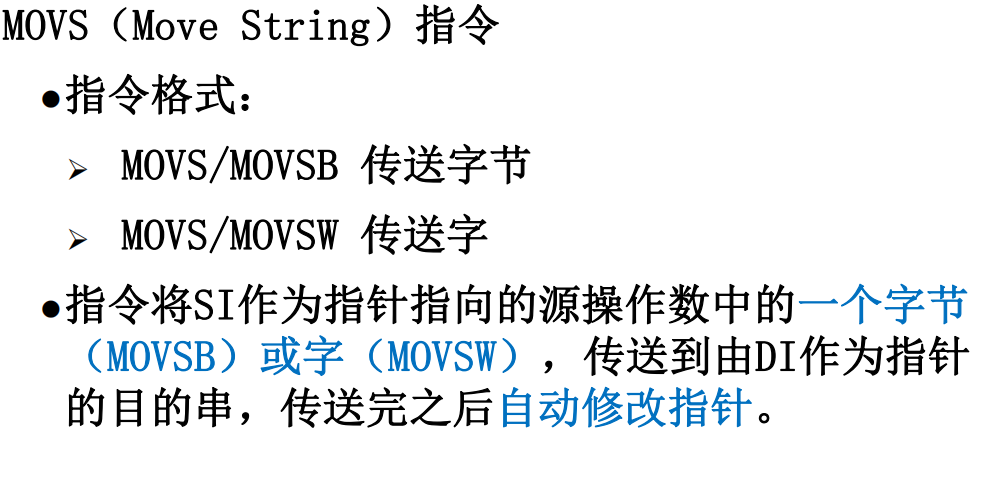 MOVS（Move String）指令
●指令格式：
➢ MOVS/MOVSB 传送字节
➢ MOVS/MOVSW 传送字
●指令将SI作为指针指向的源操作数中的一个字节
（MOVSB）或字（MOVSW），传送到由DI作为指针
的目的串，传送完之后自动修改指针。